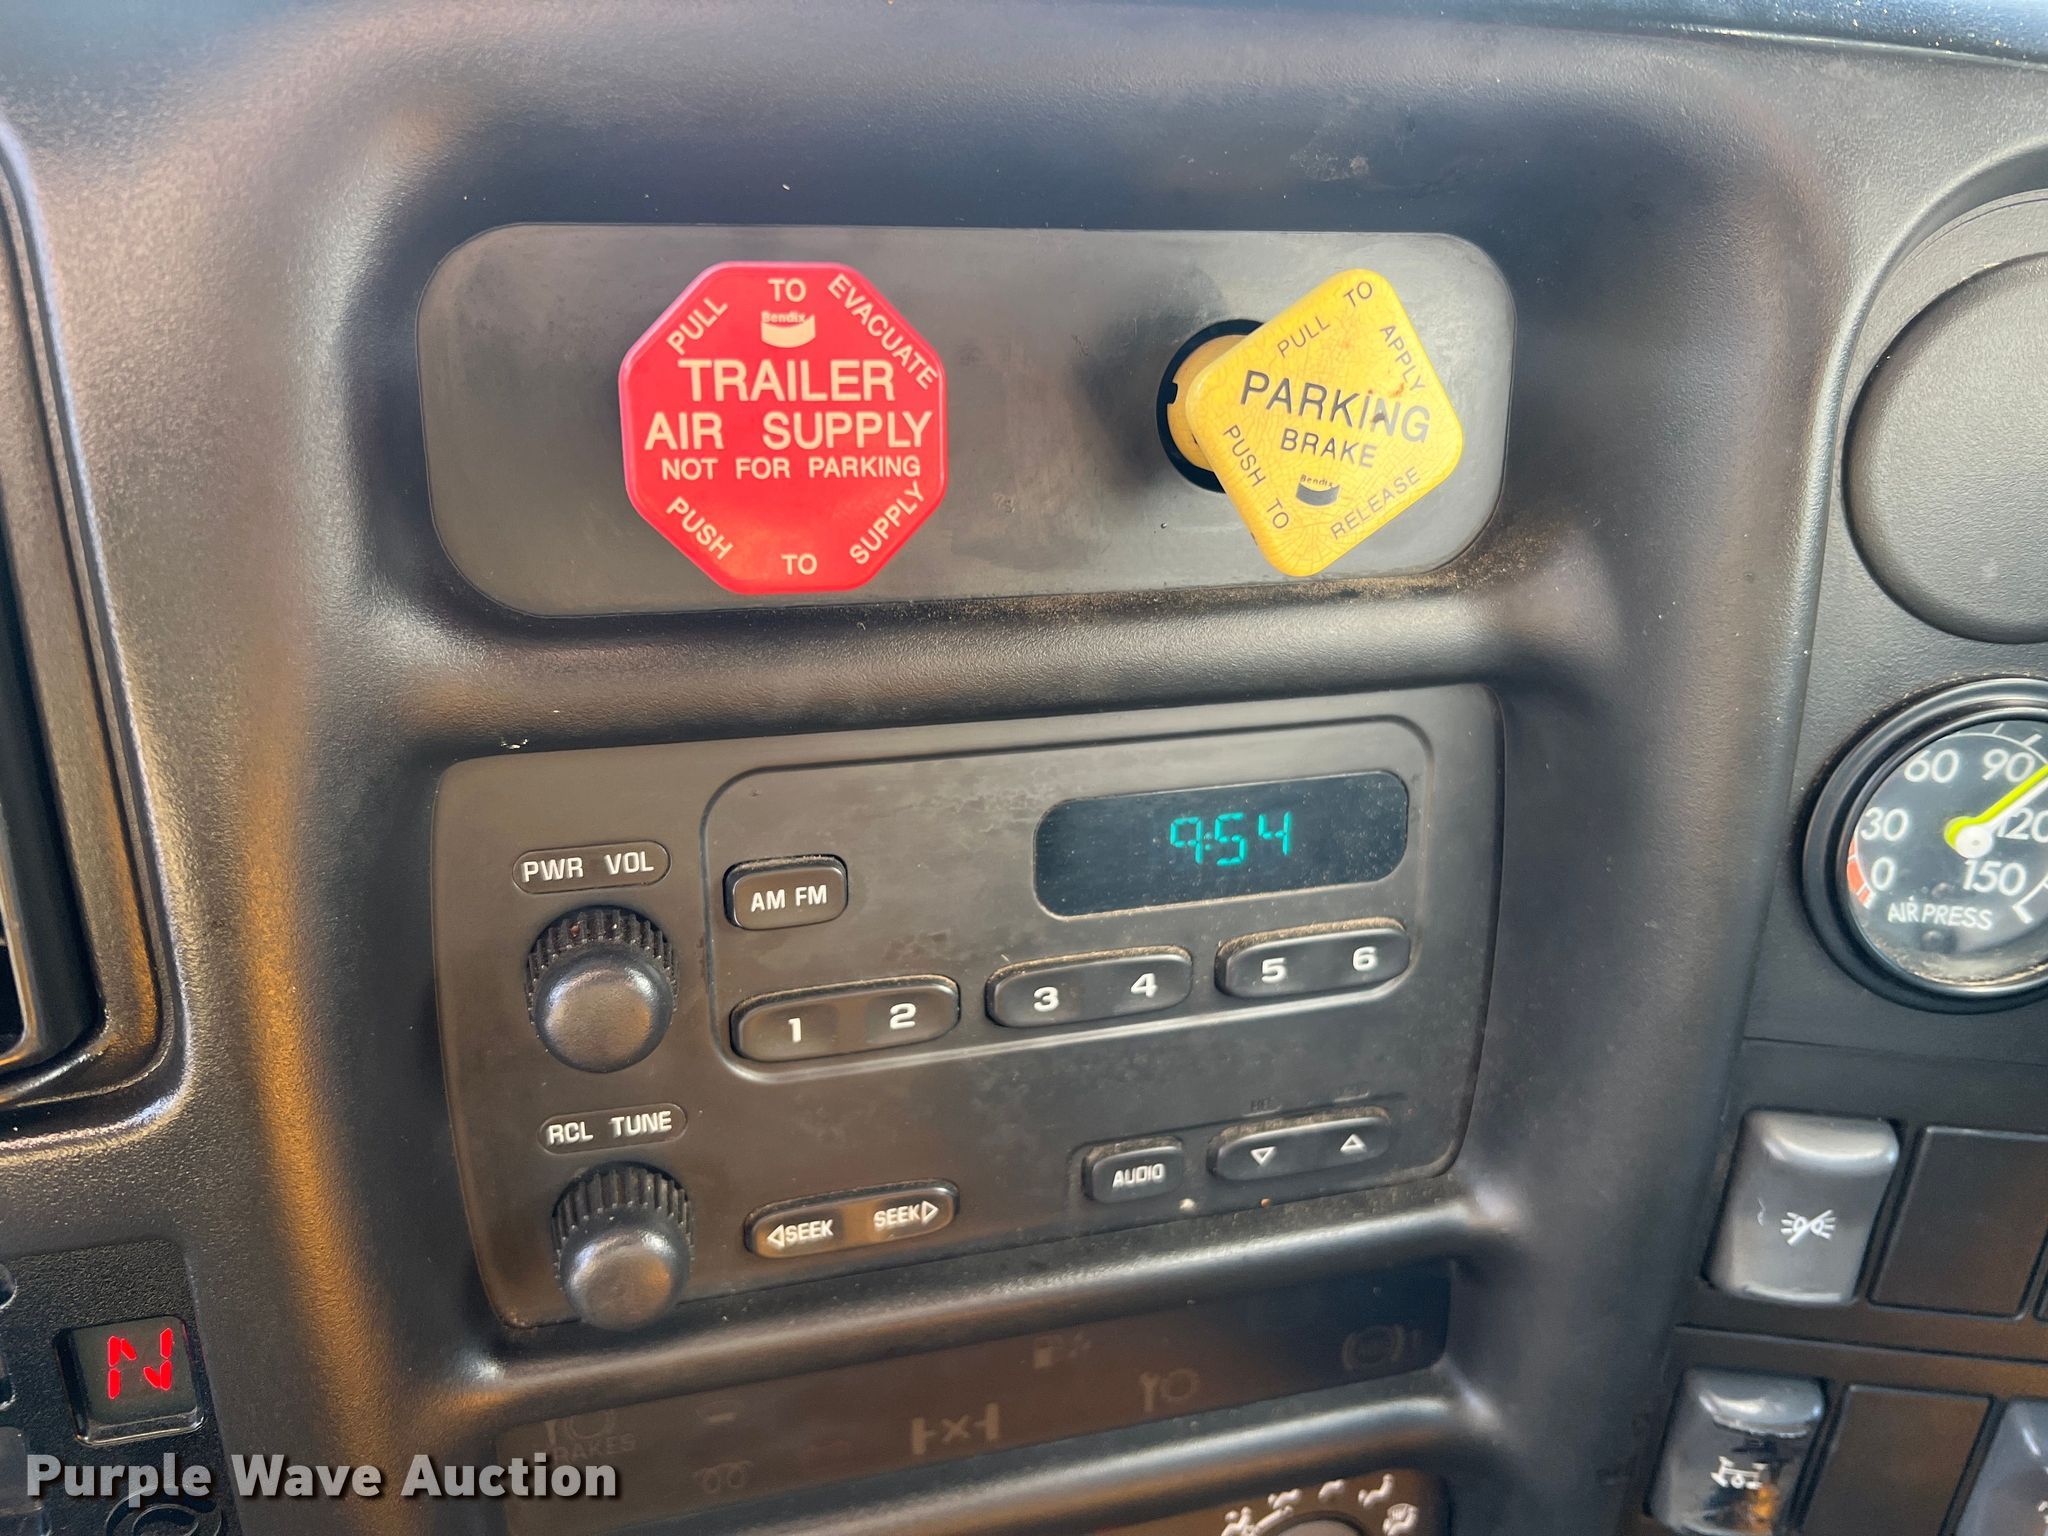 PULL TO EVACUATE
Bendix
TRAILER
AIR SUPPLY
NOT FOR PARKING
PUSH TO SUPPLY
PULL TO APPLY
PARKING
BRAKE
Bendix
PUSH TO RELEASE
9:54
PWR VOL
AM FM
1 2 3 4 5 6
RCL TUNE
SEEK SEEK
AUDIO
0 30 60 90 120 150
AIR PRESS
N
BRAKES
Purple Wave Auction